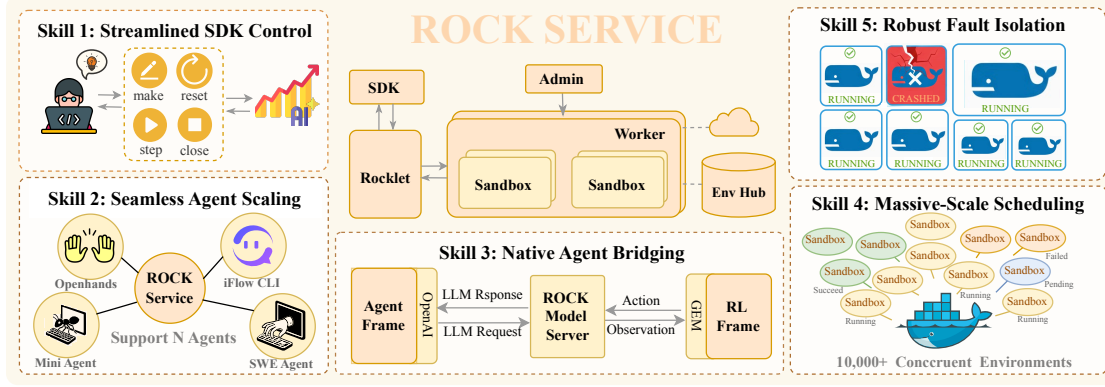 ROCK SERVICE
Skill 1: Streamlined SDK Control
make
reset
step
close
AI
Skill 2: Seamless Agent Scaling
Openhands
iFlow CLI
ROCK
Service
Mini Agent
Support N Agents
SWE Agent
SDK
Admin
Rocklet
Worker
Sandbox
Sandbox
Env Hub
Skill 3: Native Agent Bridging
Agent
Frame
OpenAI
LLM Rsponse
LLM Request
ROCK
Model
Server
Action
Observation
GEM
RL
Frame
Skill 5: Robust Fault Isolation
RUNNING
CRASHED
RUNNING
RUNNING
RUNNING
RUNNING
RUNNING
Skill 4: Massive-Scale Scheduling
Sandbox
Sandbox
Sandbox
Sandbox
Sandbox
Failed
Sandbox
Sandbox
Succeed
Sandbox
Running
Sandbox
Pending
Sandbox
Running
Sandbox
Running
10,000+ Conccruent Environments